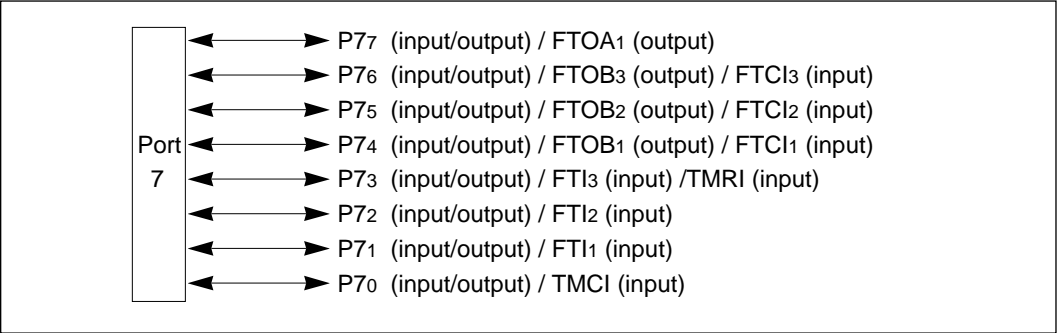 P7₇ (input/output) / FTOA₁ (output)
P7₆ (input/output) / FTOB₃ (output) / FTCI₃ (input)
P7₅ (input/output) / FTOB₂ (output) / FTCI₂ (input)
Port
7
P7₄ (input/output) / FTOB₁ (output) / FTCI₁ (input)
P7₃ (input/output) / FTI₃ (input) /TMRI (input)
P7₂ (input/output) / FTI₂ (input)
P7₁ (input/output) / FTI₁ (input)
P7₀ (input/output) / TMCI (input)